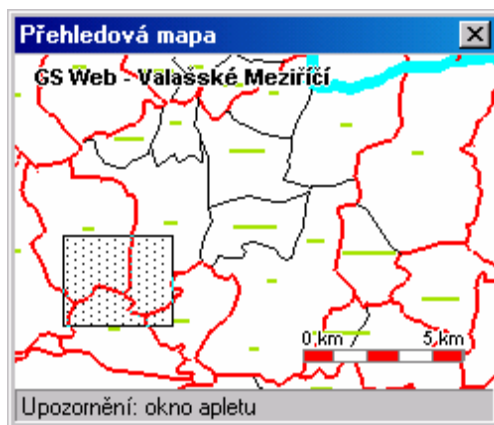 Přehledová mapa
GS Web - Valašské Meziříčí
0 km 5 km
Upozornění: okno apletu